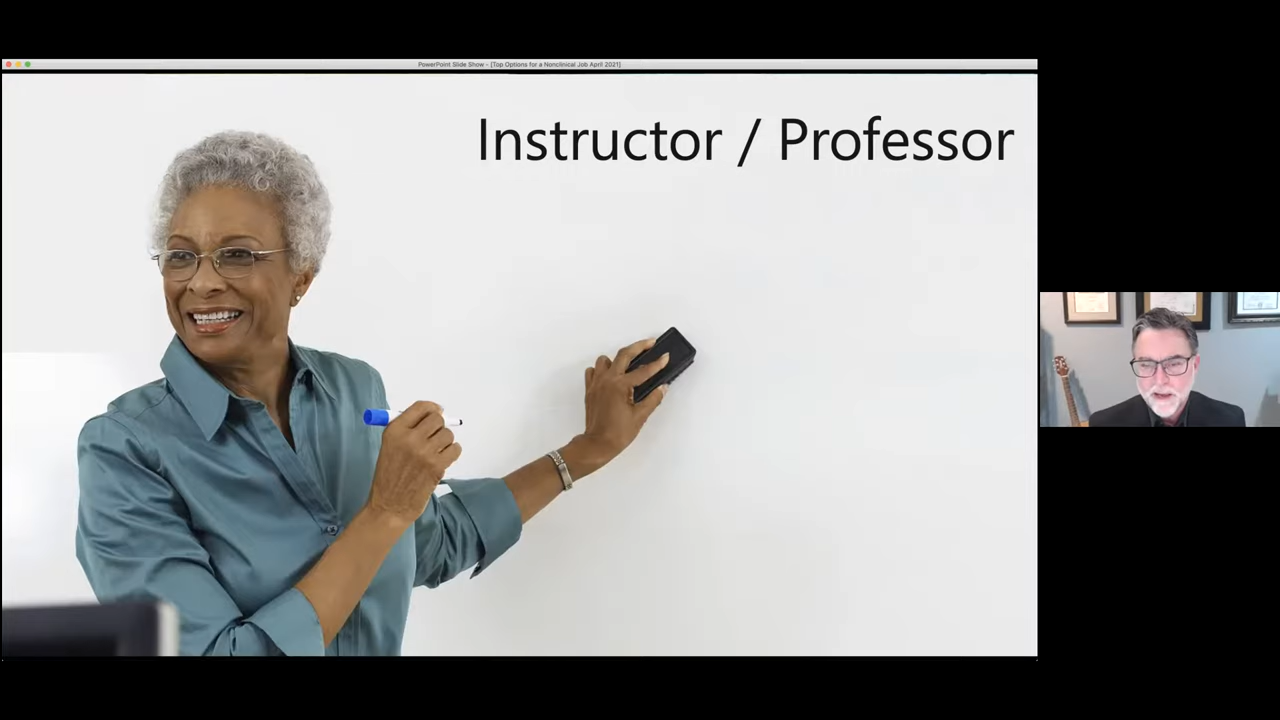 PowerPoint Slide Show - [Top Options for a Nonclinical Job April 2021]
Instructor / Professor